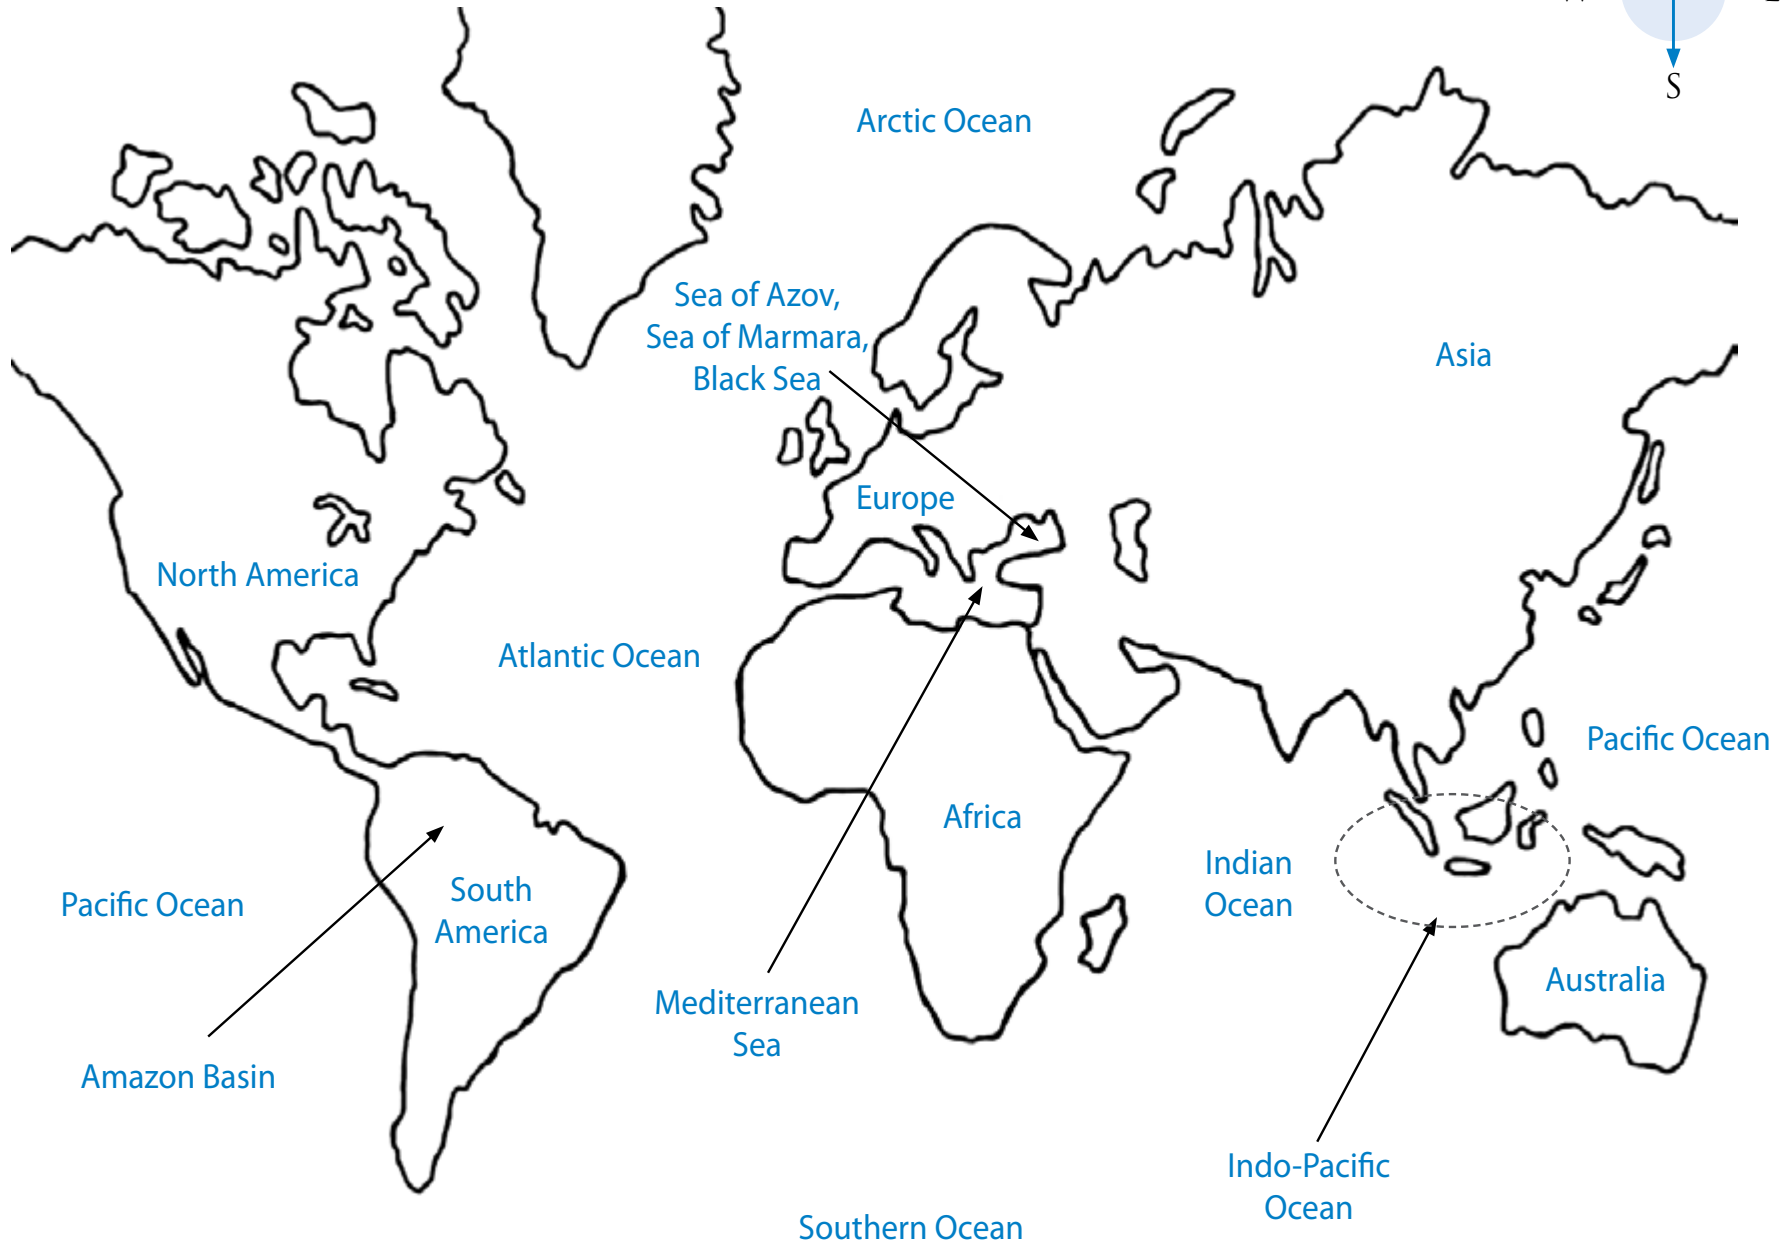 S
Arctic Ocean
Sea of Azov,
Sea of Marmara,
Black Sea
Asia
Europe
North America
Atlantic Ocean
Pacific Ocean
Africa
Indian
Ocean
South
America
Pacific Ocean
Australia
Mediterranean
Sea
Amazon Basin
Indo-Pacific
Ocean
Southern Ocean